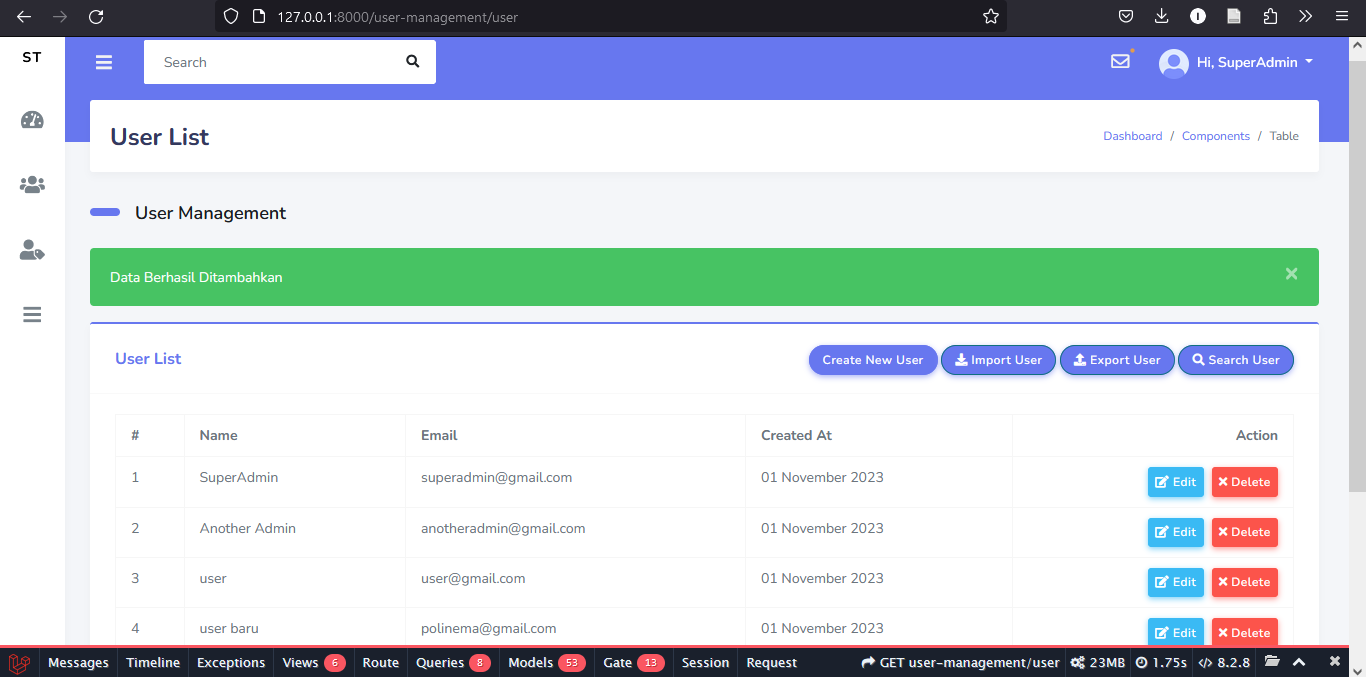 127.0.0.1:8000/user-management/user
ST
Search
Hi, SuperAdmin
User List
Dashboard / Components / Table
User Management
Data Berhasil Ditambahkan
×
User List
Create New User Import User Export User Search User
# Name Email Created At Action
1 SuperAdmin superadmin@gmail.com 01 November 2023 Edit Delete
2 Another Admin anotheradmin@gmail.com 01 November 2023 Edit Delete
3 user user@gmail.com 01 November 2023 Edit Delete
4 user baru polinema@gmail.com 01 November 2023 Edit Delete
Messages Timeline Exceptions Views 6 Route Queries 8 Models 53 Gate 13 Session Request GET user-management/user 23MB 1.75s </> 8.2.8